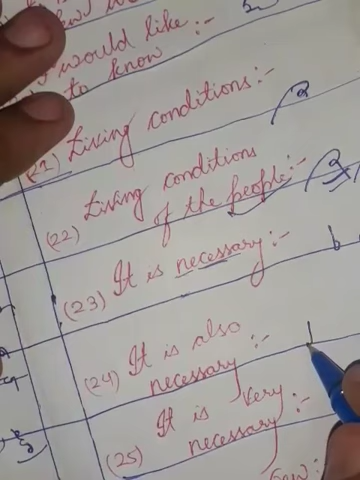 would like:-
to know
(21) Living conditions:-
Living conditions
(22) of the people:-
(23) It is necessary:-
It is also
(24) necessary:-
It is very
(25) necessary:-